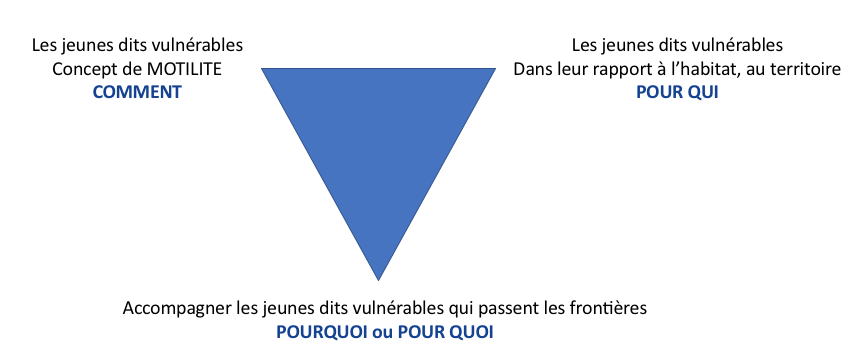 Les jeunes dits vulnérables
Concept de MOTILITE
COMMENT
Les jeunes dits vulnérables
Dans leur rapport à l'habitat, au territoire
POUR QUI
Accompagner les jeunes dits vulnérables qui passent les frontières
POURQUOI ou POUR QUOI